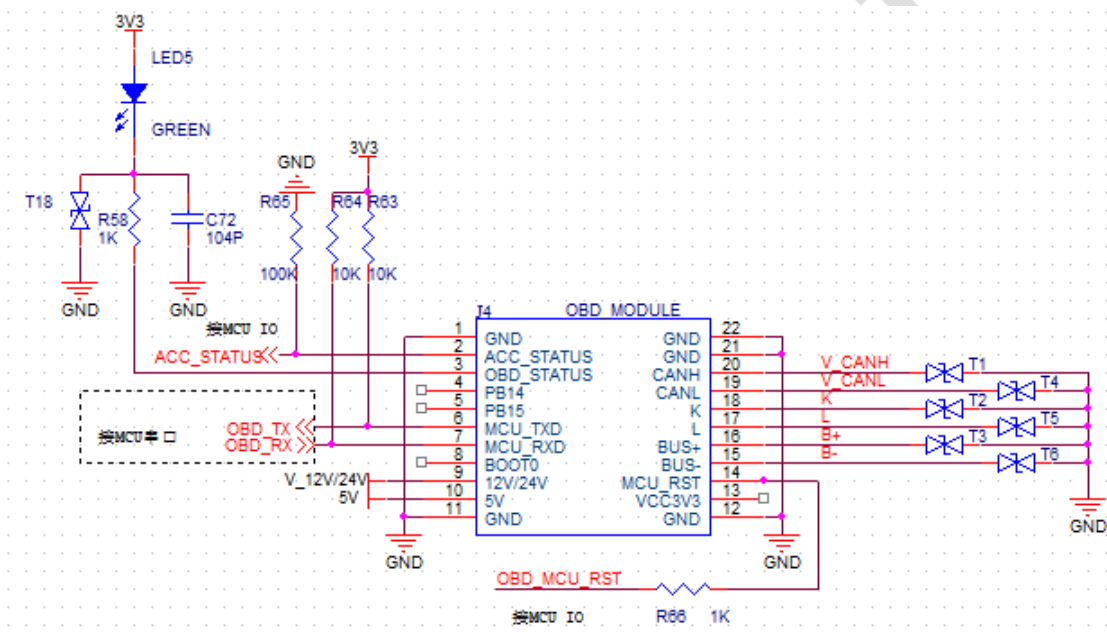 3V3
LED5
GREEN
T18
R58
1K
C72
104P
GND
GND
GND
3V3
R65
R64
R63
100K
10K
10K
接MCU IO
ACC_STATUS
接MCU串口
OBD_TX
OBD_RX
V_12V/24V
5V
J4
OBD MODULE
1 GND
2 ACC_STATUS
3 OBD_STATUS
4 PB14
5 PB15
6 MCU_TXD
7 MCU_RXD
8 BOOT0
9 12V/24V
10 5V
11 GND
GND 22
GND 21
CANH 20
CANL 19
K 18
L 17
BUS+ 16
BUS- 15
MCU_RST 14
VCC3V3 13
GND 12
V_CANH T1
V_CANL T4
K T2
L T5
B+ T3
B- T6
GND
GND
GND
OBD_MCU_RST
接MCU IO
R66 1K